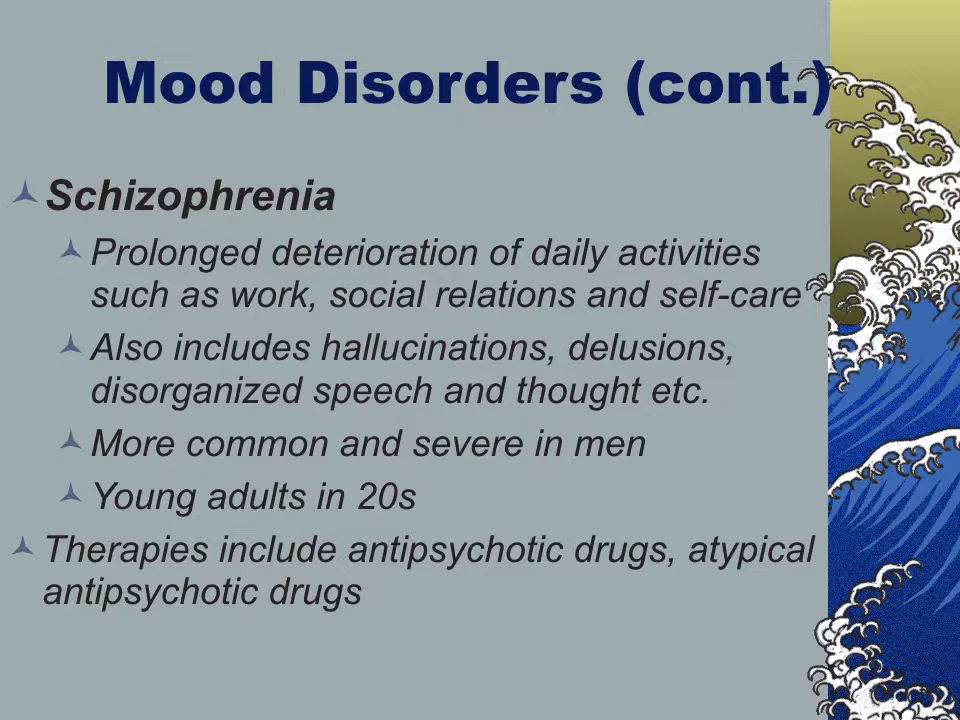 Mood Disorders (cont.)
Schizophrenia
Prolonged deterioration of daily activities
such as work, social relations and self-care
Also includes hallucinations, delusions,
disorganized speech and thought etc.
More common and severe in men
Young adults in 20s
Therapies include antipsychotic drugs, atypical
antipsychotic drugs